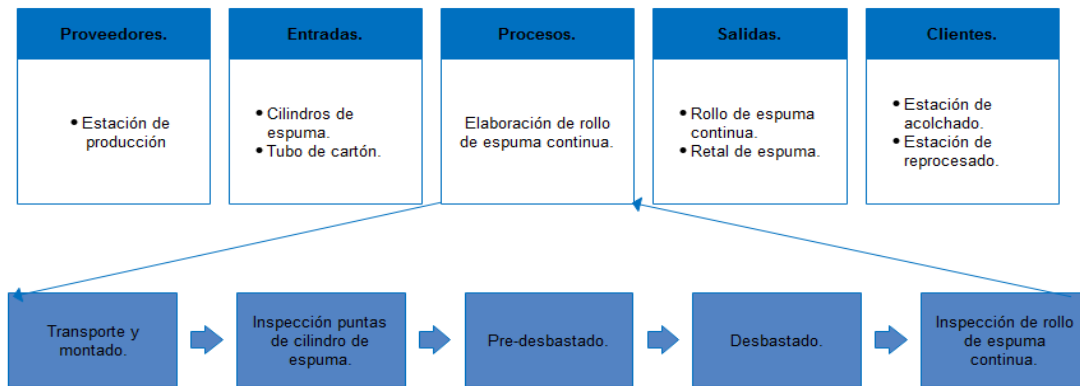 Proveedores.
Entradas.
Procesos.
Salidas.
Clientes.
• Estación de
producción
• Cilindros de
espuma.
• Tubo de cartón.
Elaboración de rollo
de espuma continua.
• Rollo de espuma
continua.
• Retal de espuma.
• Estación de
acolchado.
• Estación de
reprocesado.
Transporte y
montado.
Inspección puntas
de cilindro de
espuma.
Pre-desbastado.
Desbastado.
Inspección de rollo
de espuma
continua.